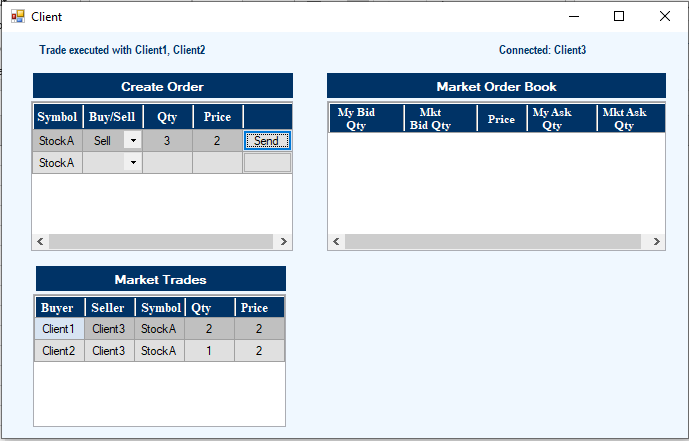 Client
Trade executed with Client1, Client2
Connected: Client3
Create Order
Symbol Buy/Sell Qty Price
StockA Sell 3 2 Send
StockA
Market Order Book
My Bid Qty Mkt Bid Qty Price My Ask Qty Mkt Ask Qty
Market Trades
Buyer Seller Symbol Qty Price
Client1 Client3 StockA 2 2
Client2 Client3 StockA 1 2